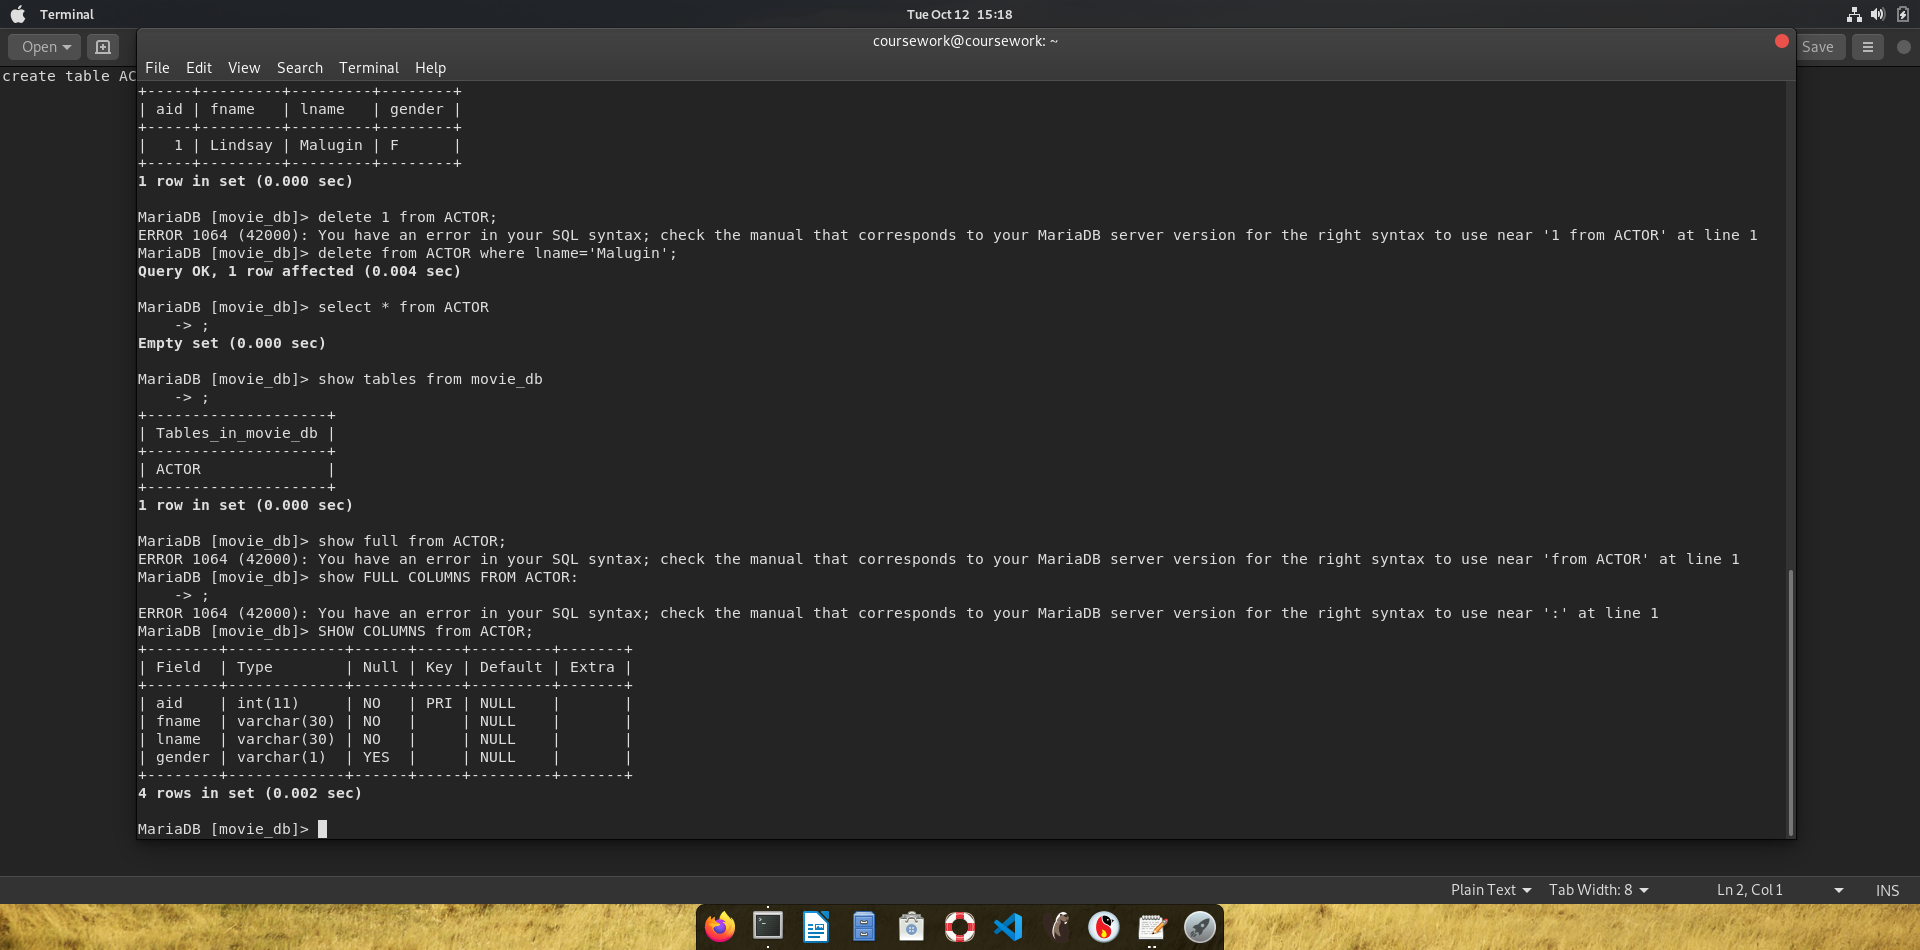 Terminal
Tue Oct 12 15:18
Open
coursework@coursework: ~
Save
File Edit View Search Terminal Help
create table AC
+-----+---------+---------+--------+
| aid | fname   | lname   | gender |
+-----+---------+---------+--------+
|   1 | Lindsay | Malugin | F      |
+-----+---------+---------+--------+
1 row in set (0.000 sec)

MariaDB [movie_db]> delete 1 from ACTOR;
ERROR 1064 (42000): You have an error in your SQL syntax; check the manual that corresponds to your MariaDB server version for the right syntax to use near '1 from ACTOR' at line 1
MariaDB [movie_db]> delete from ACTOR where lname='Malugin';
Query OK, 1 row affected (0.004 sec)

MariaDB [movie_db]> select * from ACTOR
    -> ;
Empty set (0.000 sec)

MariaDB [movie_db]> show tables from movie_db
    -> ;
+--------------------+
| Tables_in_movie_db |
+--------------------+
| ACTOR              |
+--------------------+
1 row in set (0.000 sec)

MariaDB [movie_db]> show full from ACTOR;
ERROR 1064 (42000): You have an error in your SQL syntax; check the manual that corresponds to your MariaDB server version for the right syntax to use near 'from ACTOR' at line 1
MariaDB [movie_db]> show FULL COLUMNS FROM ACTOR:
    -> ;
ERROR 1064 (42000): You have an error in your SQL syntax; check the manual that corresponds to your MariaDB server version for the right syntax to use near ':' at line 1
MariaDB [movie_db]> SHOW COLUMNS from ACTOR;
+--------+-------------+------+-----+---------+-------+
| Field  | Type        | Null | Key | Default | Extra |
+--------+-------------+------+-----+---------+-------+
| aid    | int(11)     | NO   | PRI | NULL    |       |
| fname  | varchar(30) | NO   |     | NULL    |       |
| lname  | varchar(30) | NO   |     | NULL    |       |
| gender | varchar(1)  | YES  |     | NULL    |       |
+--------+-------------+------+-----+---------+-------+
4 rows in set (0.002 sec)

MariaDB [movie_db]>
Plain Text Tab Width: 8 Ln 2, Col 1 INS